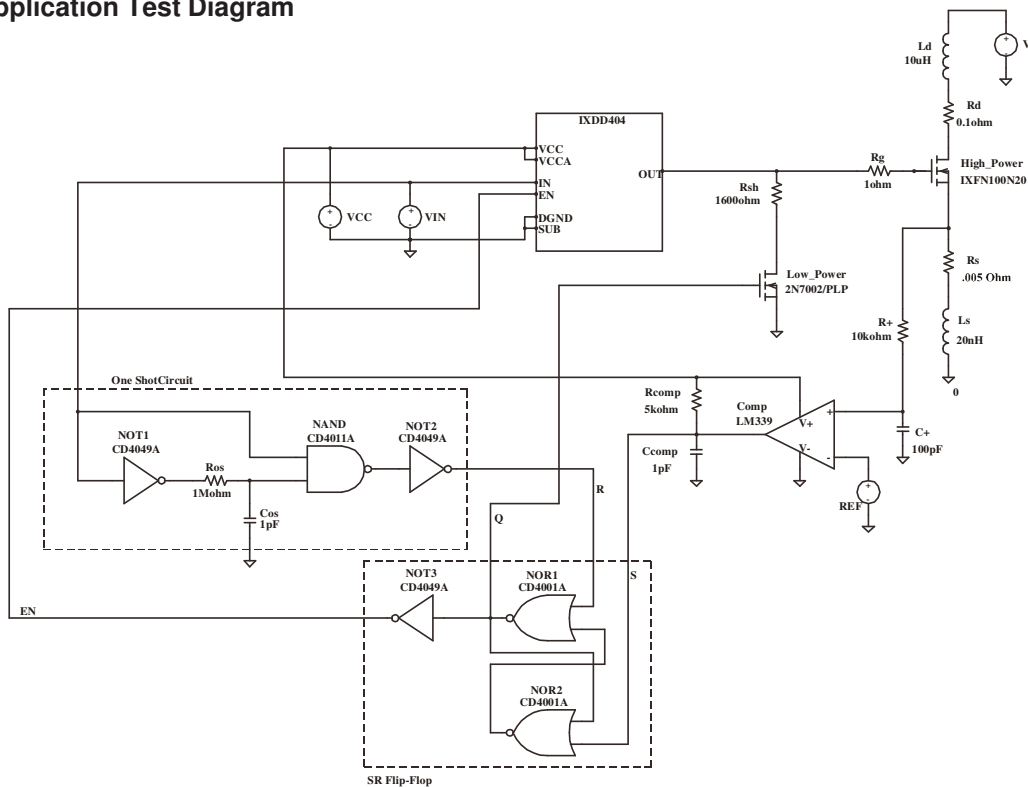 pplication Test Diagram
Ld
10uH
+
-
V
Rd
0.1ohm
IXDD404
VCC
VCCA
IN
EN
DGND
SUB
OUT
Rg
1ohm
High_Power
IXFN100N20
Rsh
1600ohm
+
-
VCC
+
-
VIN
Low_Power
2N7002/PLP
Rs
.005 Ohm
R+
10kohm
Ls
20nH
0
One ShotCircuit
Rcomp
5kohm
Comp
LM339
V+
V-
+
-
C+
100pF
Ccomp
1pF
+
-
REF
NOT1
CD4049A
Ros
1Mohm
Cos
1pF
NAND
CD4011A
NOT2
CD4049A
R
Q
S
EN
NOT3
CD4049A
NOR1
CD4001A
NOR2
CD4001A
SR Flip-Flop